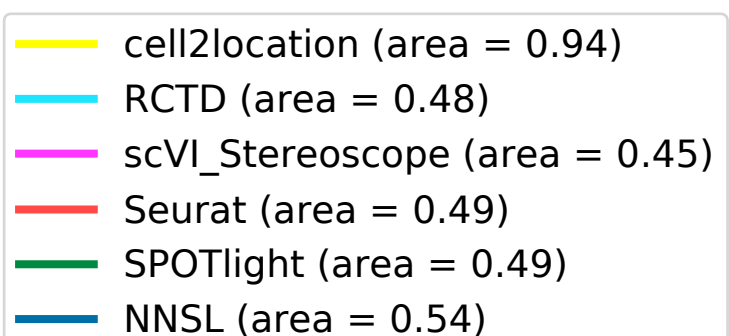 cell2location (area = 0.94)
RCTD (area = 0.48)
scVI_Stereoscope (area = 0.45)
Seurat (area = 0.49)
SPOTlight (area = 0.49)
NNSL (area = 0.54)